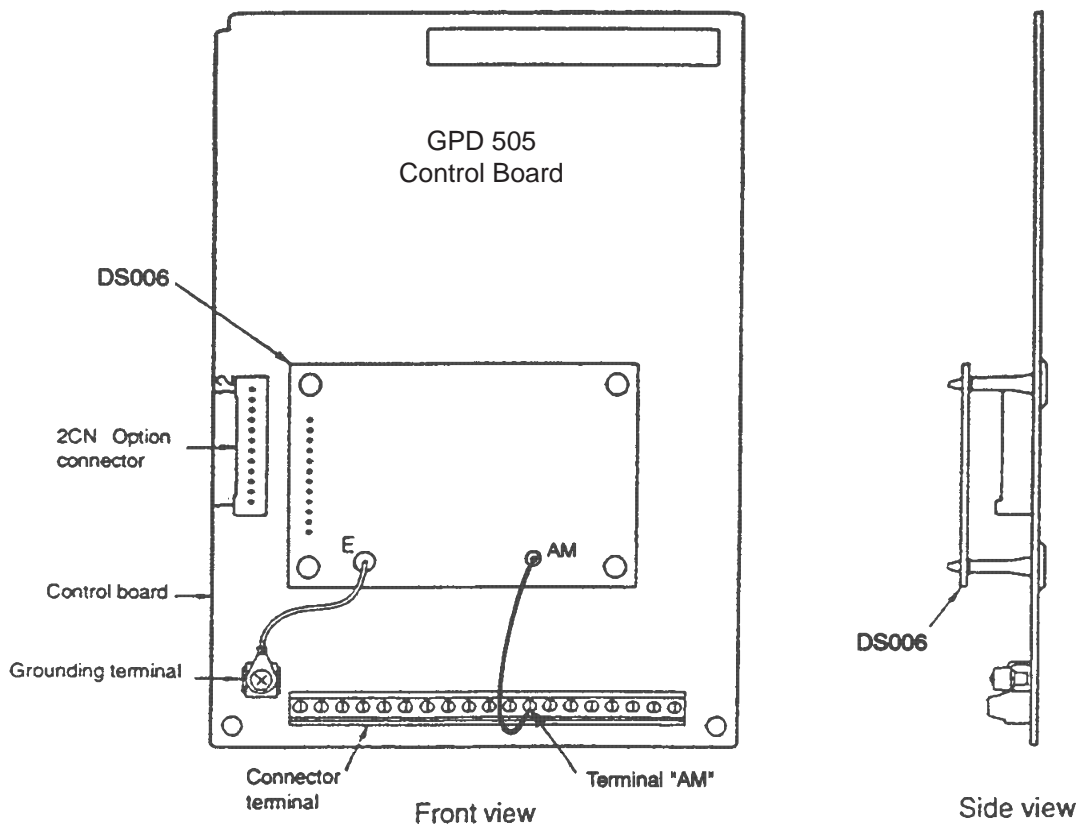 GPD 505
Control Board
DS006
2CN Option
connector
E
AM
Control board
Grounding terminal
DS006
Connector
terminal
Terminal "AM"
Front view
Side view